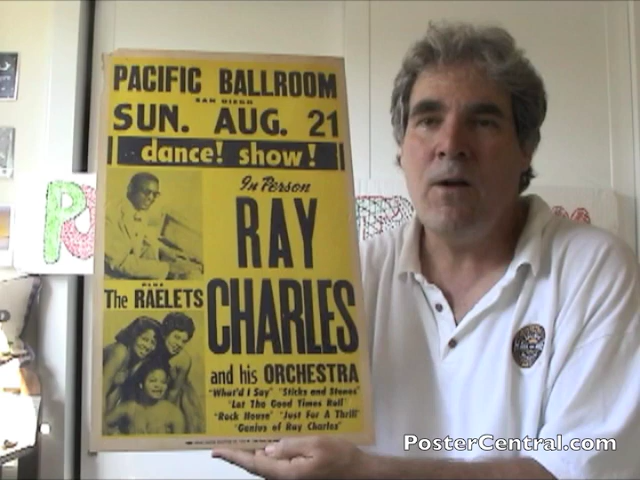 PACIFIC BALLROOM
SAN DIEGO
SUN. AUG. 21
dance! show!
In Person
RAY
CHARLES
PLUS
The RAELETS
and his ORCHESTRA
"What'd I Say" "Sticks and Stones"
"Let The Good Times Roll"
"Rock House" "Just For A Thrill"
"Genius of Ray Charles"
PosterCentral.com